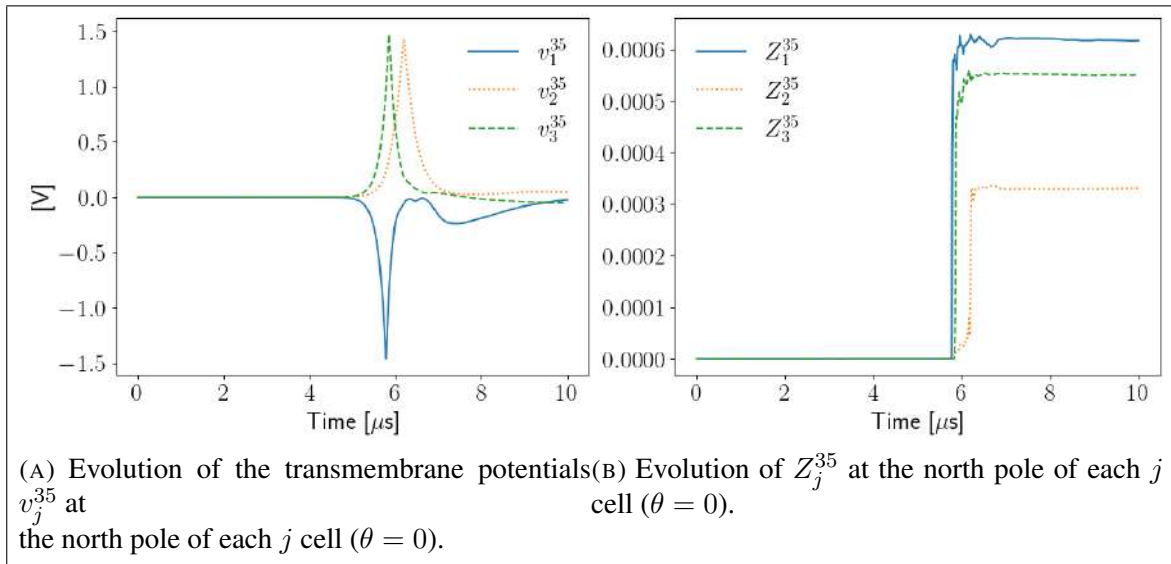 1.5
1.0
0.5
0.0
−0.5
−1.0
−1.5
[V]
0 2 4 6 8 10
Time [μs]
v_1^{35}
v_2^{35}
v_3^{35}
0.0006
0.0005
0.0004
0.0003
0.0002
0.0001
0.0000
0 2 4 6 8 10
Time [μs]
Z_1^{35}
Z_2^{35}
Z_3^{35}
(A) Evolution of the transmembrane potentials
v_j^{35} at
the north pole of each j cell (θ = 0).
(B) Evolution of Z_j^{35} at the north pole of each j
cell (θ = 0).